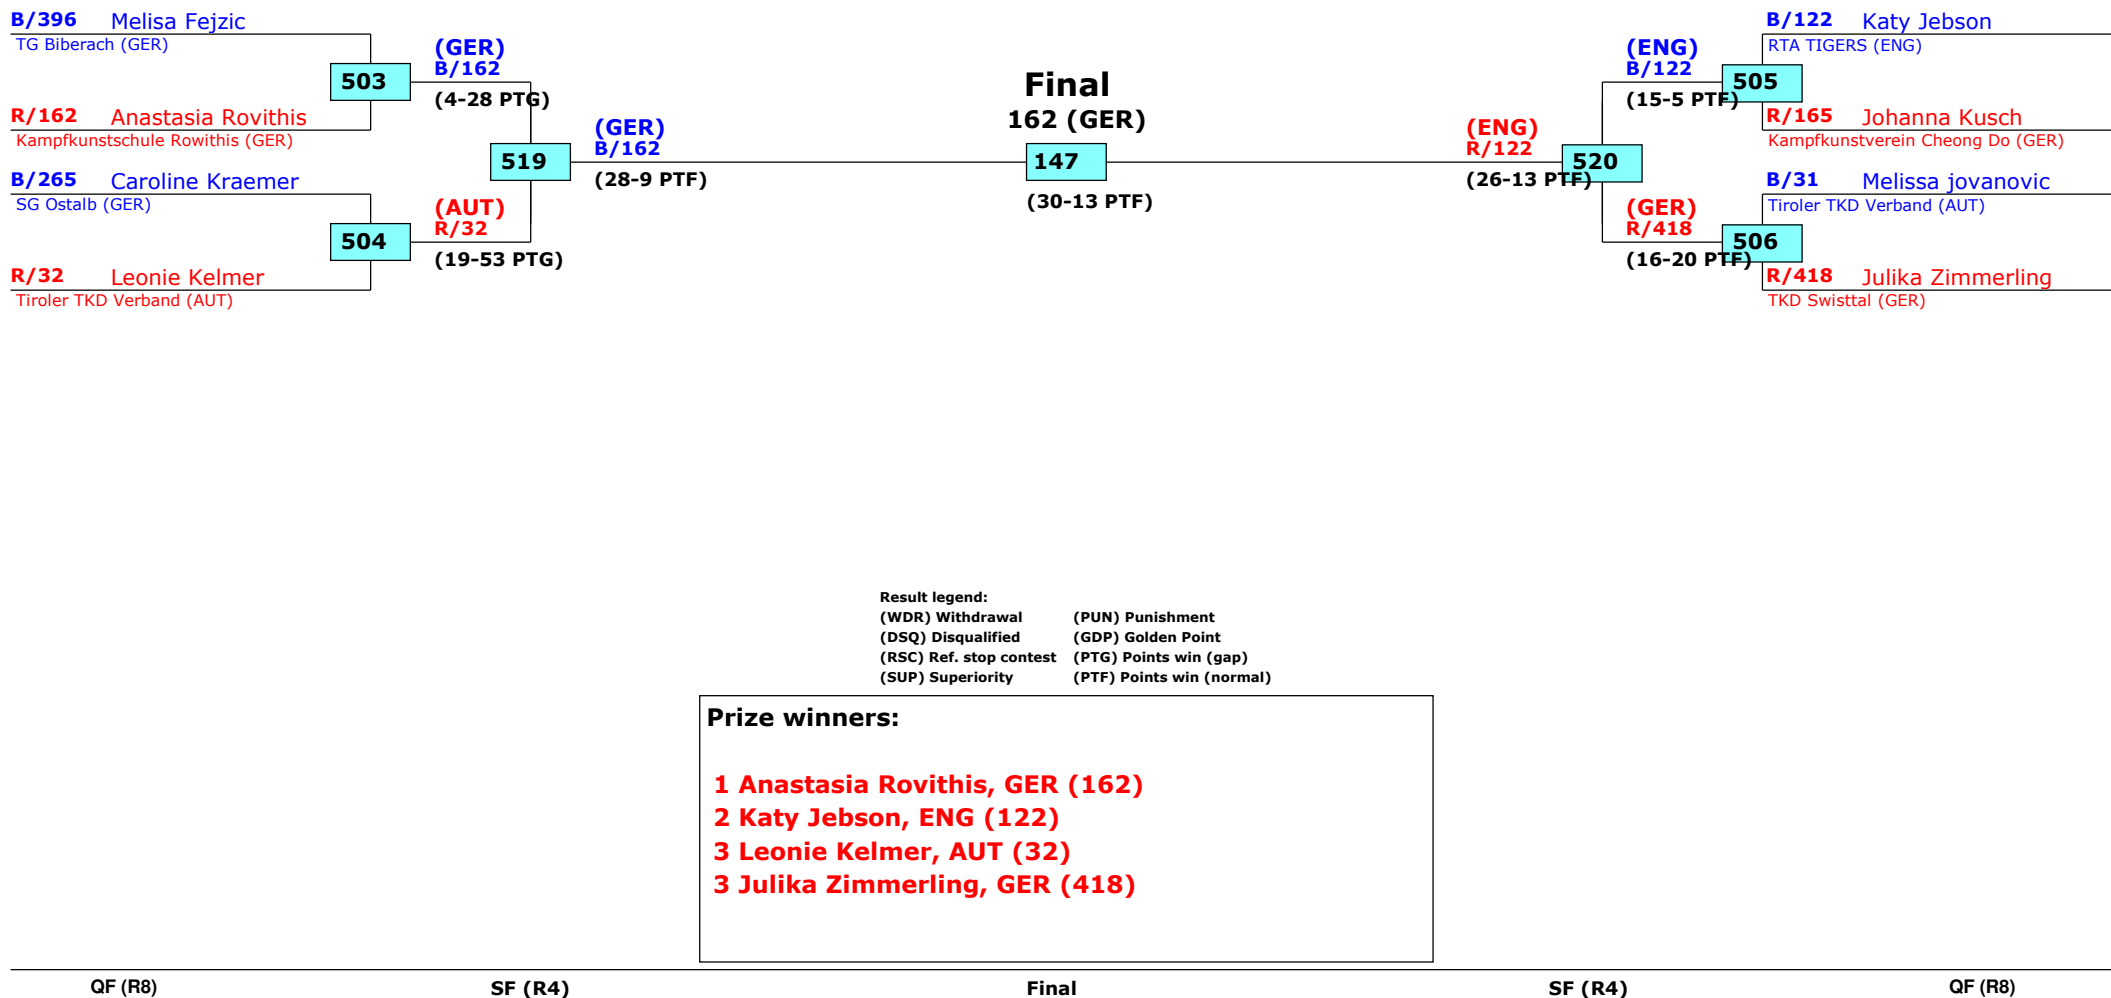 B/396 Melisa Fejzic
TG Biberach (GER)
503
R/162 Anastasia Rovithis
Kampfkunstschule Rowithis (GER)
(GER)
B/162
(4-28 PTG)
B/265 Caroline Kraemer
SG Ostalb (GER)
504
R/32 Leonie Kelmer
Tiroler TKD Verband (AUT)
(AUT)
R/32
(19-53 PTG)
519
(GER)
B/162
(28-9 PTF)
Final
162 (GER)
147
(30-13 PTF)
(ENG)
R/122
(26-13 PTF)
520
(ENG)
B/122
(15-5 PTF)
505
B/122 Katy Jebson
RTA TIGERS (ENG)
R/165 Johanna Kusch
Kampfkunstverein Cheong Do (GER)
(GER)
R/418
(16-20 PTF)
506
B/31 Melissa jovanovic
Tiroler TKD Verband (AUT)
R/418 Julika Zimmerling
TKD Swisttal (GER)
Result legend:
(WDR) Withdrawal (PUN) Punishment
(DSQ) Disqualified (GDP) Golden Point
(RSC) Ref. stop contest (PTG) Points win (gap)
(SUP) Superiority (PTF) Points win (normal)
Prize winners:
1 Anastasia Rovithis, GER (162)
2 Katy Jebson, ENG (122)
3 Leonie Kelmer, AUT (32)
3 Julika Zimmerling, GER (418)
QF (R8) SF (R4) Final SF (R4) QF (R8)